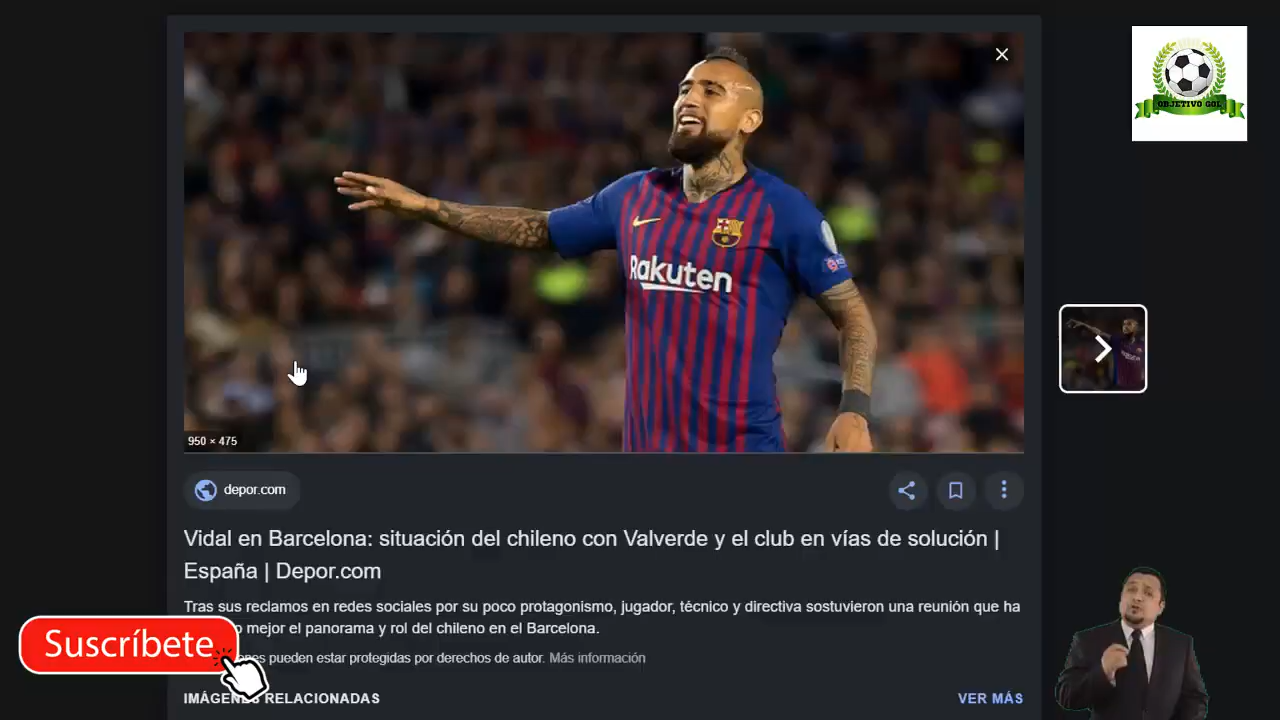 OBJETIVO GOL
Rakuten
950 × 475
depor.com
Vidal en Barcelona: situación del chileno con Valverde y el club en vías de solución |
España | Depor.com
Tras sus reclamos en redes sociales por su poco protagonismo, jugador, técnico y directiva sostuvieron una reunión que ha
mejor el panorama y rol del chileno en el Barcelona.
Suscríbete
pueden estar protegidas por derechos de autor. Más información
IMÁGENES RELACIONADAS
VER MÁS